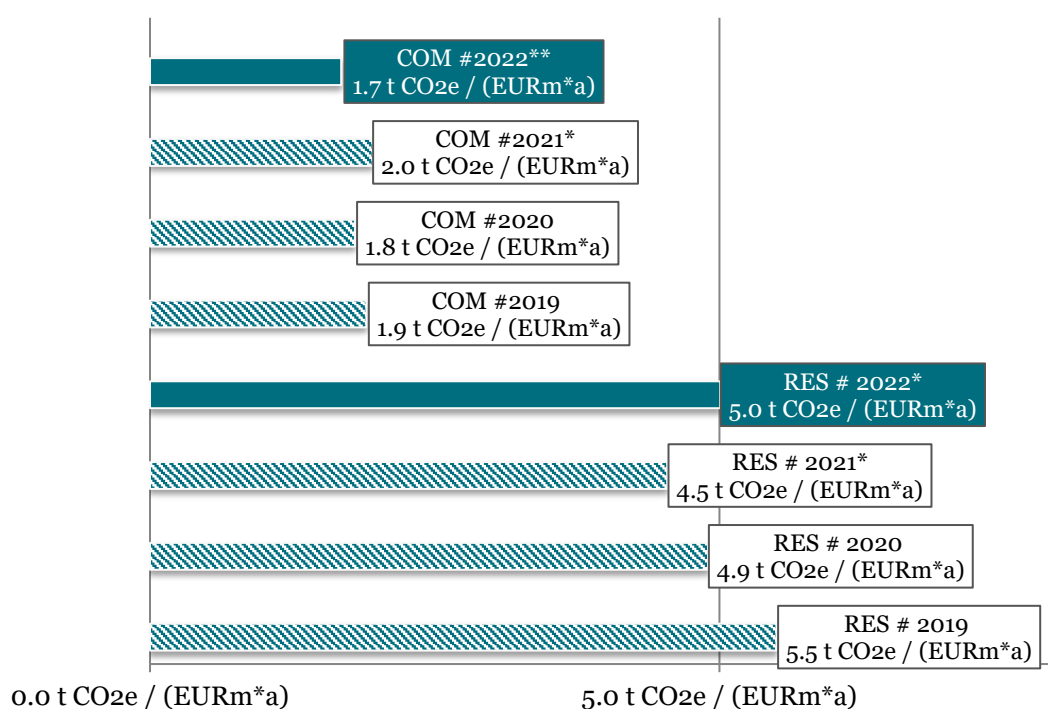 COM #2022**
1.7 t CO2e / (EURm*a)
COM #2021*
2.0 t CO2e / (EURm*a)
COM #2020
1.8 t CO2e / (EURm*a)
COM #2019
1.9 t CO2e / (EURm*a)
RES # 2022*
5.0 t CO2e / (EURm*a)
RES # 2021*
4.5 t CO2e / (EURm*a)
RES # 2020
4.9 t CO2e / (EURm*a)
RES # 2019
5.5 t CO2e / (EURm*a)
0.0 t CO2e / (EURm*a)
5.0 t CO2e / (EURm*a)